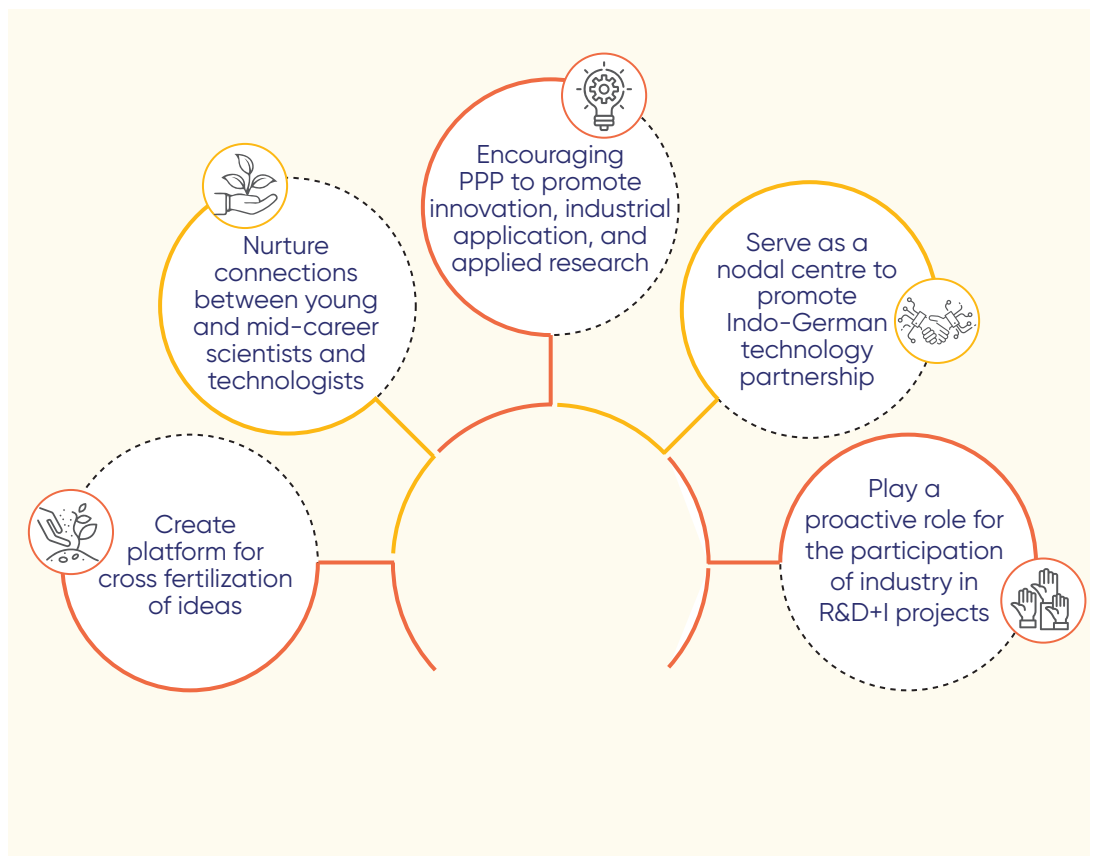 Create
platform for
cross fertilization
of ideas
Nurture
connections
between young
and mid-career
scientists and
technologists
Encouraging
PPP to promote
innovation, industrial
application, and
applied research
Serve as a
nodal centre to
promote
Indo-German
technology
partnership
Play a
proactive role for
the participation
of industry in
R&D+I projects